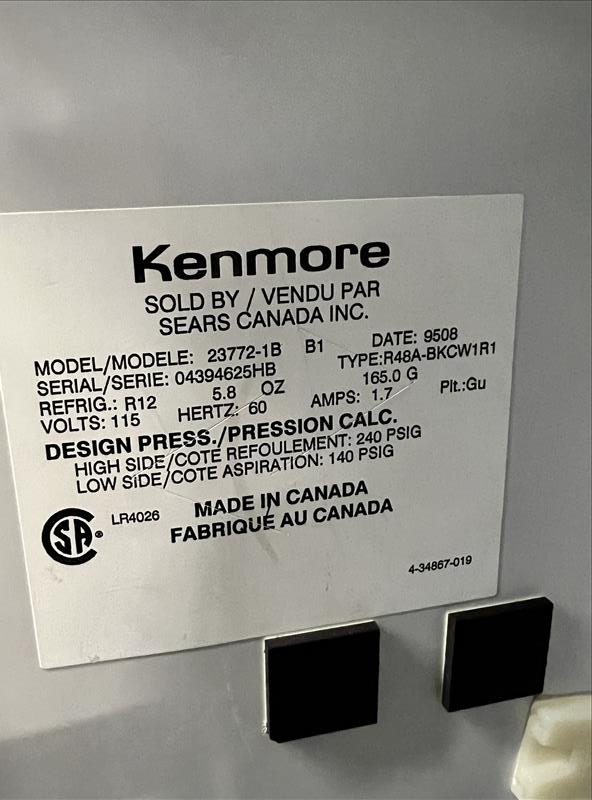 Kenmore
SOLD BY / VENDU PAR
SEARS CANADA INC.
MODEL/MODELE: 23772-1B B1 DATE: 9508
SERIAL/SERIE: 04394625HB TYPE:R48A-BKCW1R1
REFRIG.: R12 5.8 OZ 165.0 G Plt.:Gu
VOLTS: 115 HERTZ: 60 AMPS: 1.7
DESIGN PRESS./PRESSION CALC.
HIGH SIDE/COTE REFOULEMENT: 240 PSIG
LOW SIDE/COTE ASPIRATION: 140 PSIG
SA ® LR4026
MADE IN CANADA
FABRIQUE AU CANADA
4-34867-019